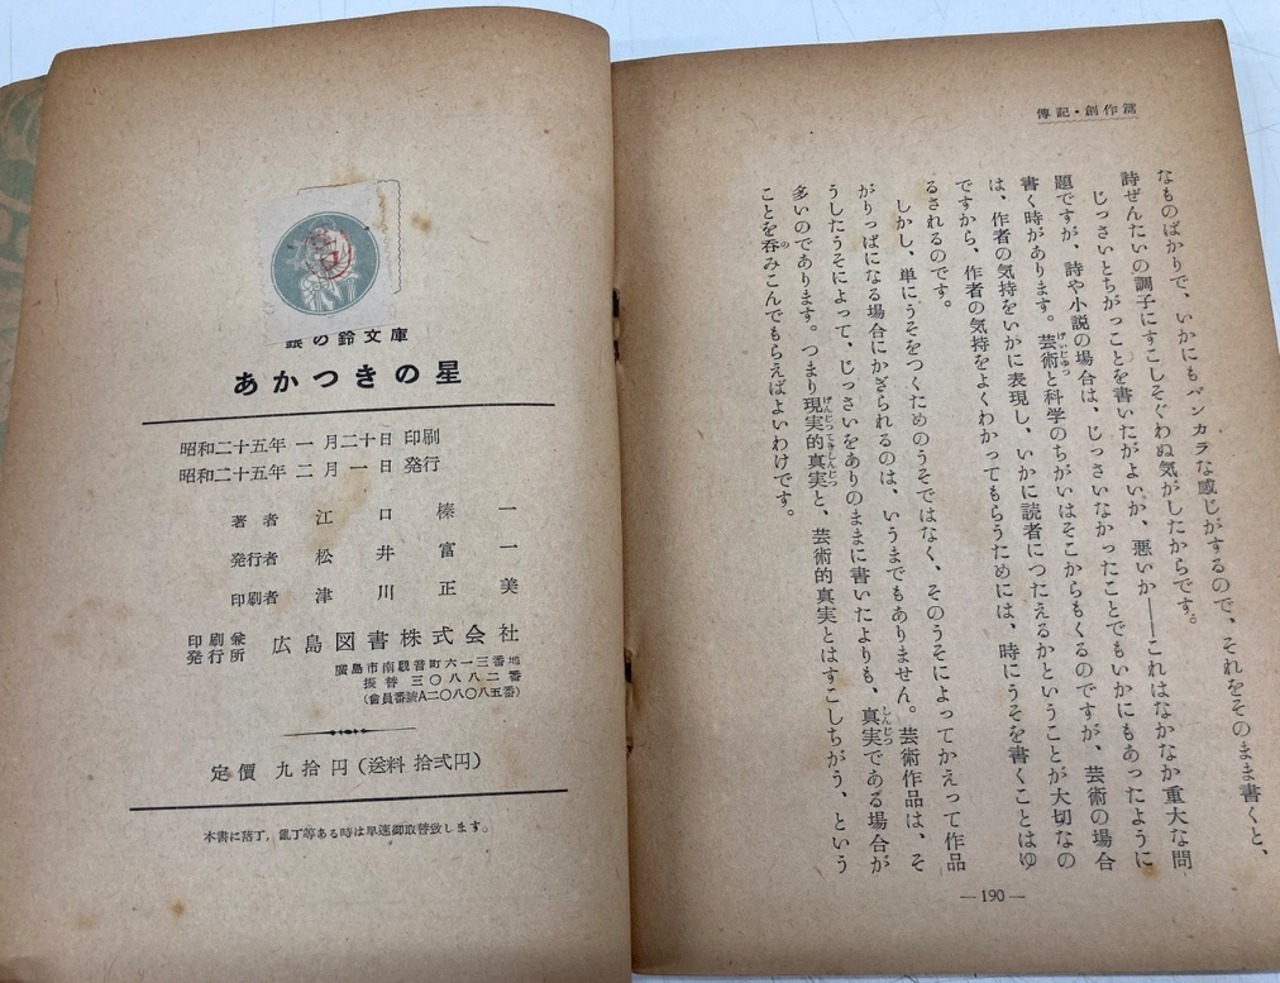 傳記・創作篇
なものばかりで、いかにもバンカラな感じがするので、それをそのまま書くと、
詩ぜんたいの調子にすこしそぐわぬ気がしたからです。
じっさいとちがっことを書いたがよいか、悪いか――これはなかなか重大な問
題ですが、詩や小説の場合は、じっさいなかったことでもいかにもあったように
書く時があります。芸術と科学のちがいはそこからもくるのですが、芸術の場合
は、作者の気持をいかに表現し、いかに読者につたえるかということが大切なの
ですから、作者の気持をよくわかってもらうためには、時にうそを書くことはゆ
るされるのです。
しかし、単にうそをつくためのうそではなく、そのうそによってかえって作品
がりっぱになる場合にかぎられるのは、いうまでもありません。芸術作品は、そ
うしたうそによって、じっさいをありのままに書いたよりも、真実である場合が
多いのであります。つまり現実的真実と、芸術的真実とはすこしちがう、という
ことを呑みこんでもらえばよいわけです。
―190―
銀の鈴文庫
あかつきの星
昭和二十五年 一月二十日 印刷
昭和二十五年 二月一日 発行
著者 江口榛一
発行者 松井富一
印刷者 津川正美
印刷兼発行所 広島図書株式会社
廣島市南観音町六一三番地
振替 三〇八八二番
(會員番號A二〇八〇八五番)
定價 九拾円(送料 拾弐円)
本書に落丁，亂丁等ある時は早速御取替致します。